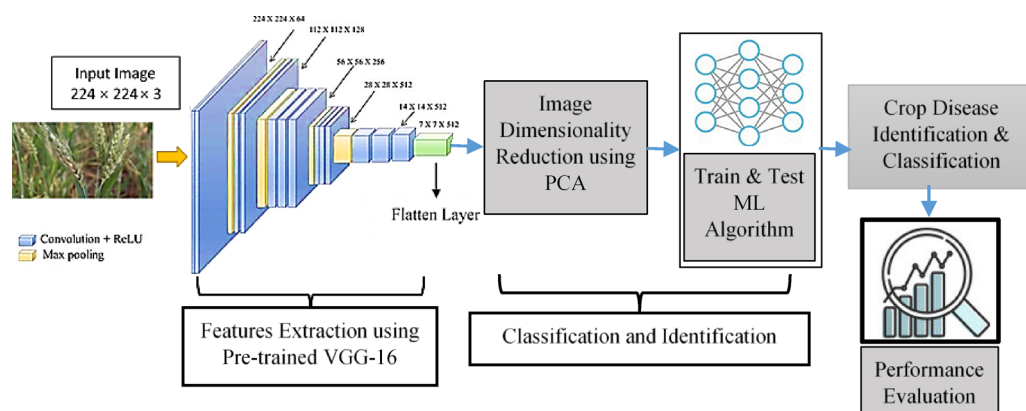 Input Image
224 × 224 × 3
224 X 224 X 64
112 X 112 X 128
56 X 56 X 256
28 X 28 X 512
14 X 14 X 512
7 X 7 X 512
Flatten Layer
Convolution + ReLU
Max pooling
Features Extraction using
Pre-trained VGG-16
Image
Dimensionality
Reduction using
PCA
Train & Test
ML
Algorithm
Classification and Identification
Crop Disease
Identification &
Classification
Performance
Evaluation